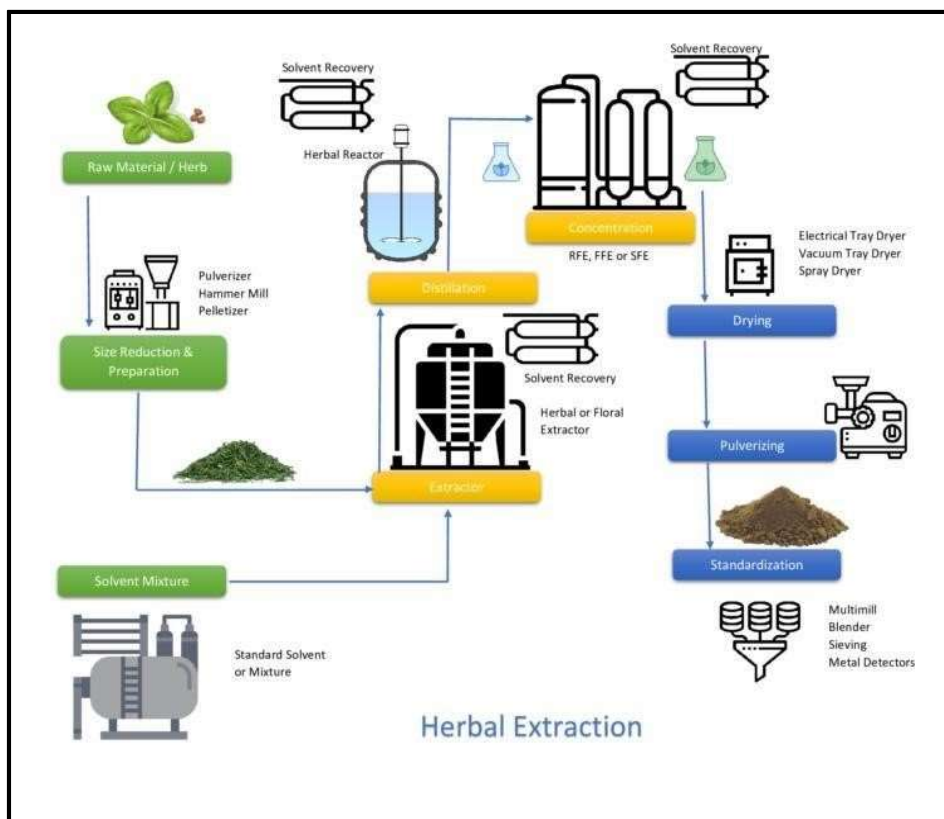 Solvent Recovery
Solvent Recovery
Raw Material / Herb
Herbal Reactor
Pulverizer
Hammer Mill
Pelletizer
Size Reduction &
Preparation
Distillation
Concentration
RFE, FFE or SFE
Electrical Tray Dryer
Vacuum Tray Dryer
Spray Dryer
Drying
Solvent Recovery
Herbal or Floral
Extractor
Extractor
Pulverizing
Solvent Mixture
Standard Solvent
or Mixture
Standardization
Multimill
Blender
Sieving
Metal Detectors
Herbal Extraction